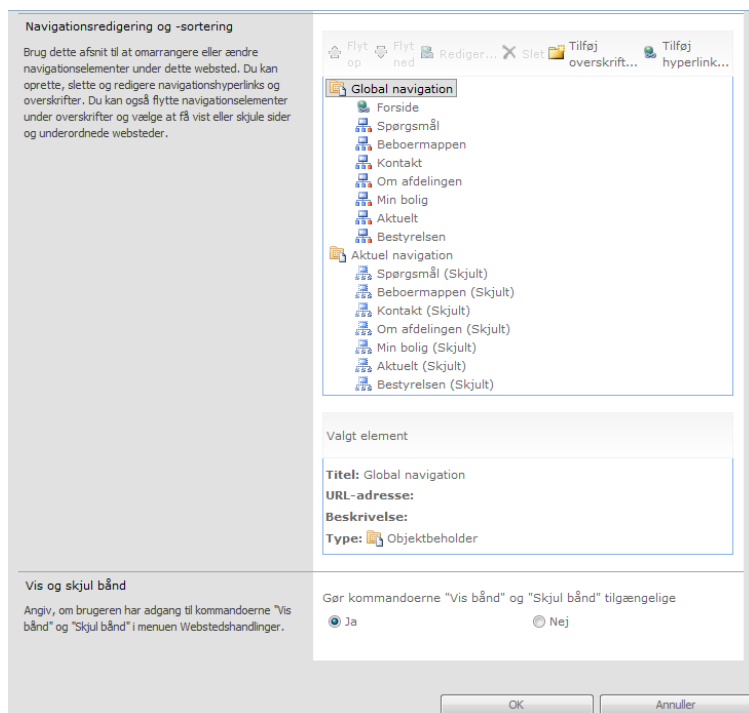 Navigationsredigering og -sortering
Brug dette afsnit til at omarrangere eller ændre
navigationselementer under dette websted. Du kan
oprette, slette og redigere navigationshyperlinks og
overskrifter. Du kan også flytte navigationselementer
under overskrifter og vælge at få vist eller skjule sider
og underordnede websteder.
Flyt op Flyt ned Rediger... Slet Tilføj overskrift... Tilføj hyperlink...
Global navigation
Forside
Spørgsmål
Beboermappen
Kontakt
Om afdelingen
Min bolig
Aktuelt
Bestyrelsen
Aktuel navigation
Spørgsmål (Skjult)
Beboermappen (Skjult)
Kontakt (Skjult)
Om afdelingen (Skjult)
Min bolig (Skjult)
Aktuelt (Skjult)
Bestyrelsen (Skjult)
Valgt element
Titel: Global navigation
URL-adresse:
Beskrivelse:
Type: Objektbeholder
Vis og skjul bånd
Angiv, om brugeren har adgang til kommandoerne "Vis
bånd" og "Skjul bånd" i menuen Webstedshandlinger.
Gør kommandoerne "Vis bånd" og "Skjul bånd" tilgængelige
Ja Nej
OK Annuller